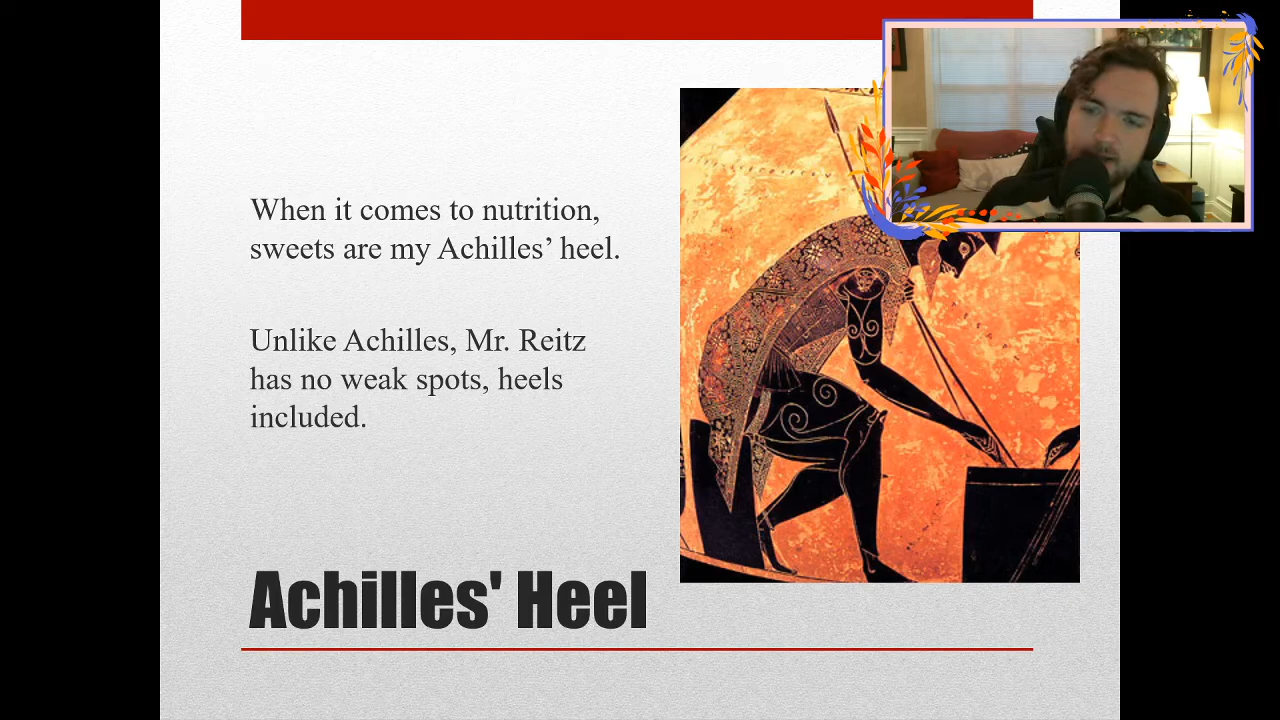 When it comes to nutrition,
sweets are my Achilles’ heel.
Unlike Achilles, Mr. Reitz
has no weak spots, heels
included.
Achilles' Heel